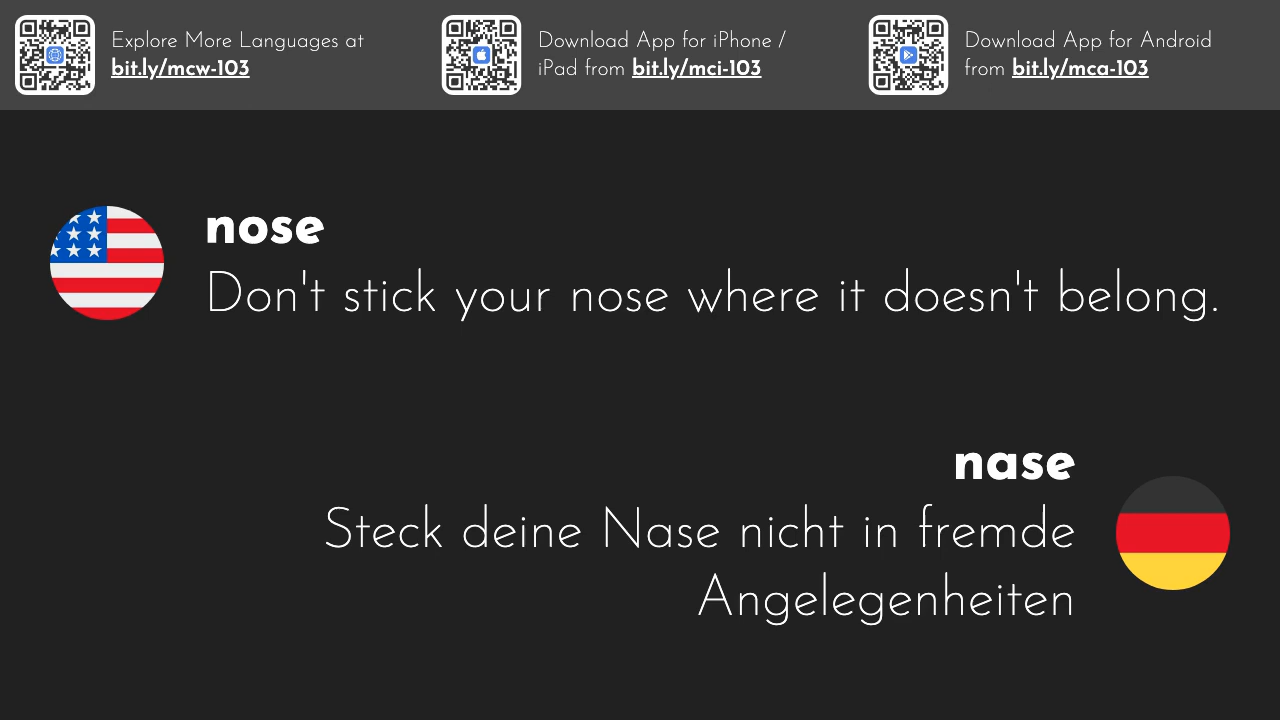 Explore More Languages at
bit.ly/mcw-103
Download App for iPhone /
iPad from bit.ly/mci-103
Download App for Android
from bit.ly/mca-103
nose
Don't stick your nose where it doesn't belong.
nase
Steck deine Nase nicht in fremde
Angelegenheiten